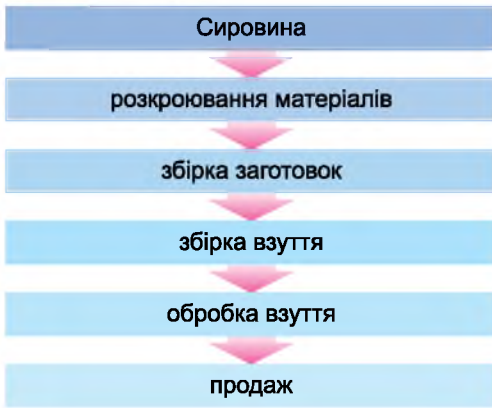 Сировина
розкроювання матеріалів
збірка заготовок
збірка взуття
обробка взуття
продаж